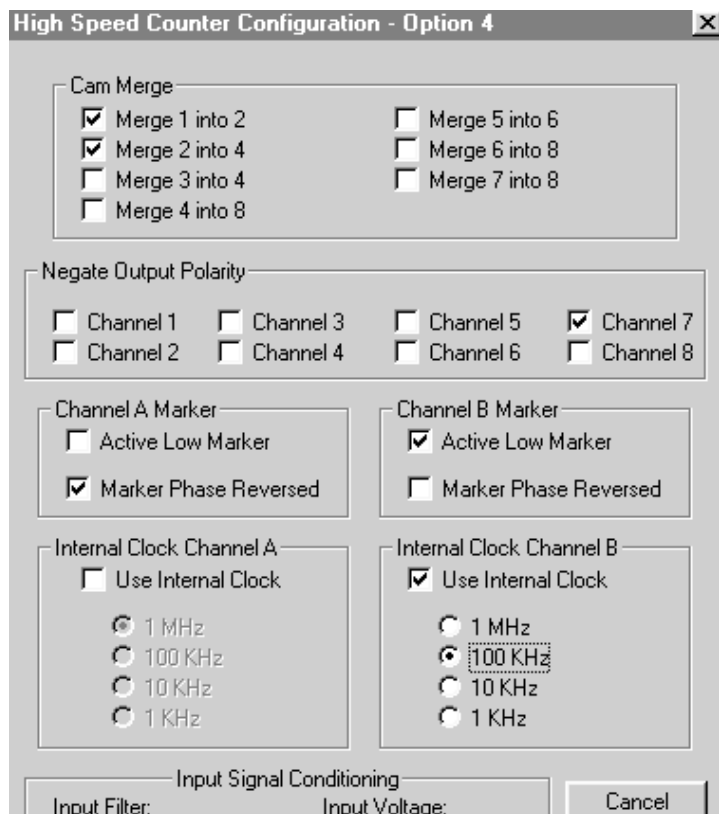 High Speed Counter Configuration - Option 4
Cam Merge
Merge 1 into 2
Merge 5 into 6
Merge 2 into 4
Merge 6 into 8
Merge 3 into 4
Merge 7 into 8
Merge 4 into 8
Negate Output Polarity
Channel 1
Channel 3
Channel 5
Channel 7
Channel 2
Channel 4
Channel 6
Channel 8
Channel A Marker
Active Low Marker
Marker Phase Reversed
Channel B Marker
Active Low Marker
Marker Phase Reversed
Internal Clock Channel A
Use Internal Clock
1 MHz
100 KHz
10 KHz
1 KHz
Internal Clock Channel B
Use Internal Clock
1 MHz
100 KHz
10 KHz
1 KHz
Input Signal Conditioning
Input Filter:
Input Voltage:
Cancel